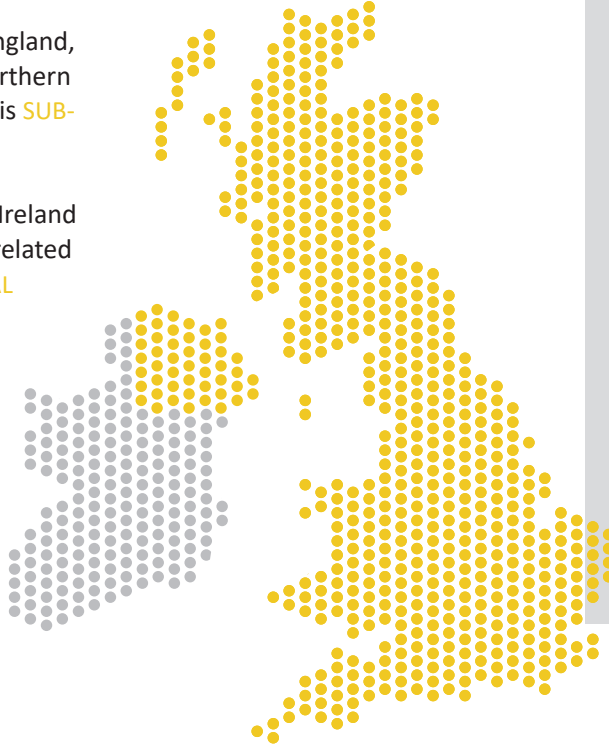 ngland,
rthern
is SUB-
Ireland
related
L